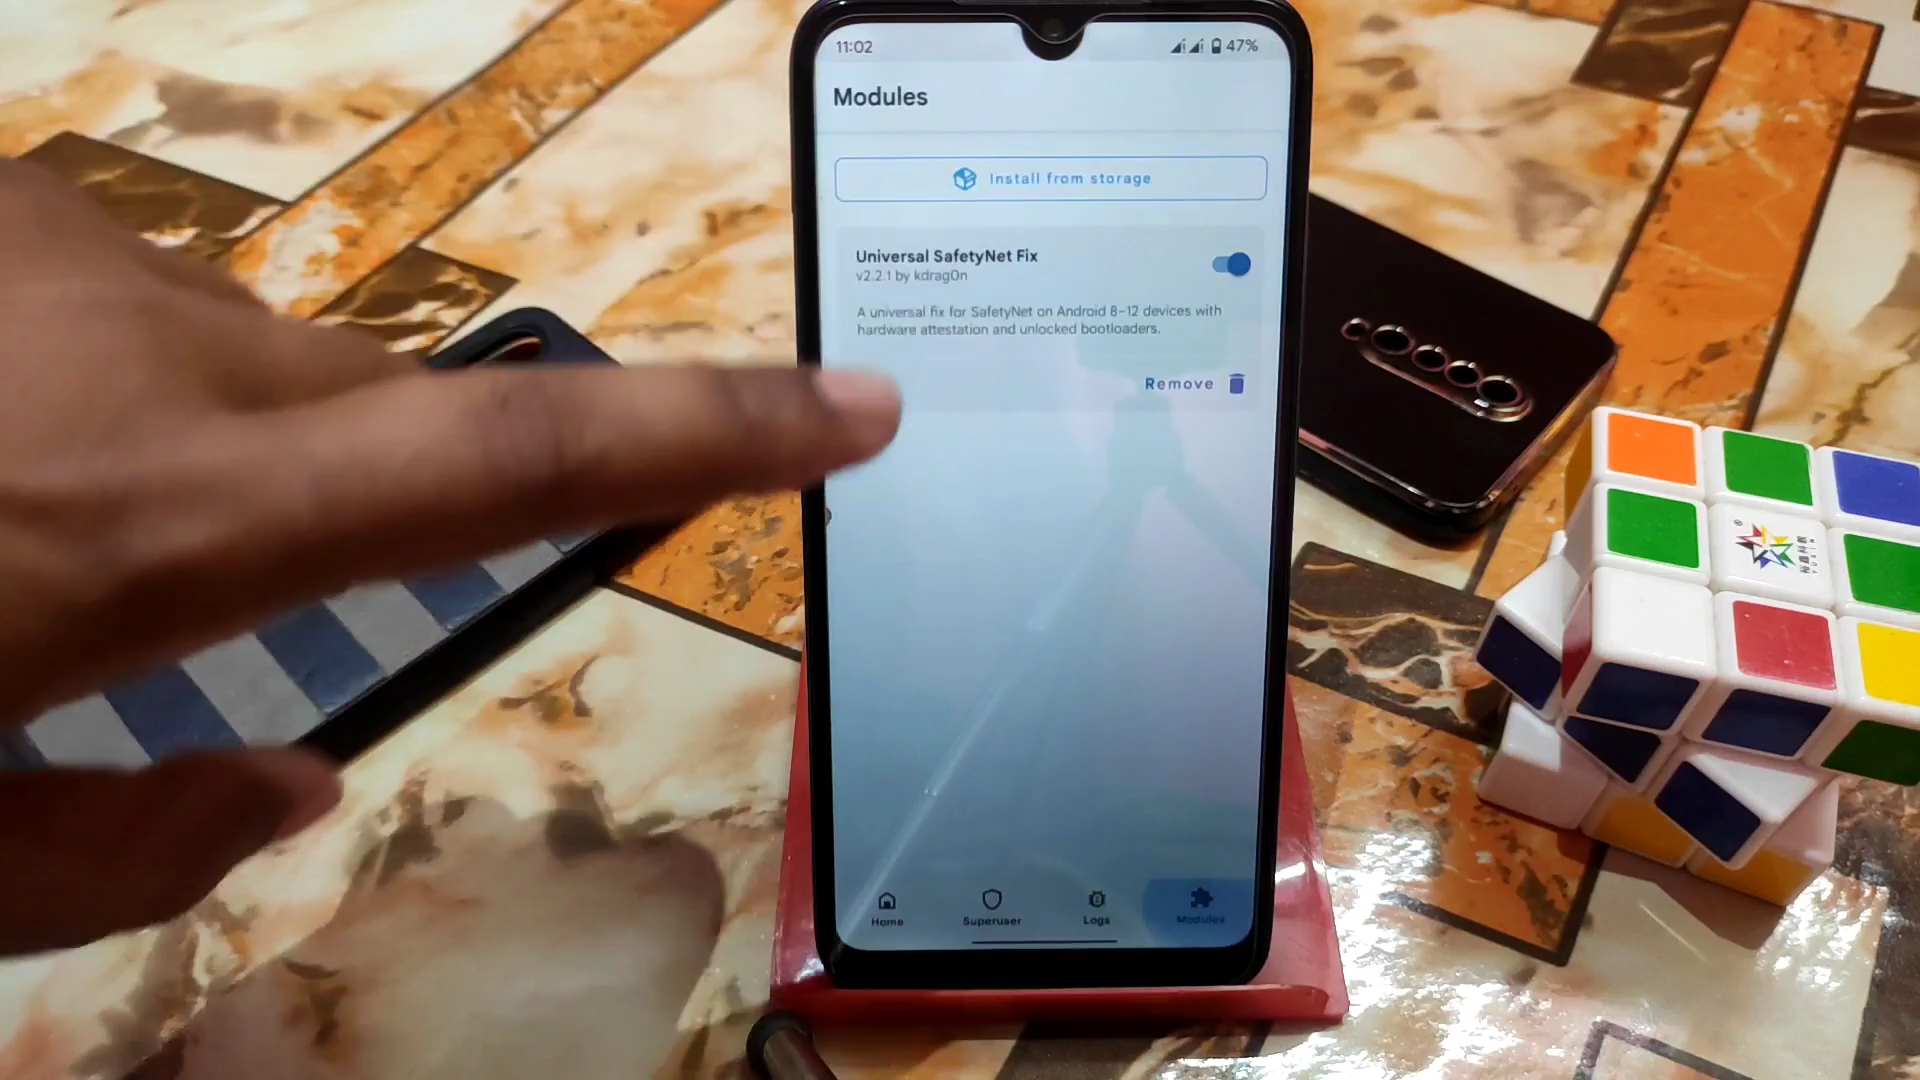 11:02
47%
Modules
Install from storage
Universal SafetyNet Fix
v2.2.1 by kdrag0n
A universal fix for SafetyNet on Android 8–12 devices with
hardware attestation and unlocked bootloaders.
Remove
Home
Superuser
Logs
Modules